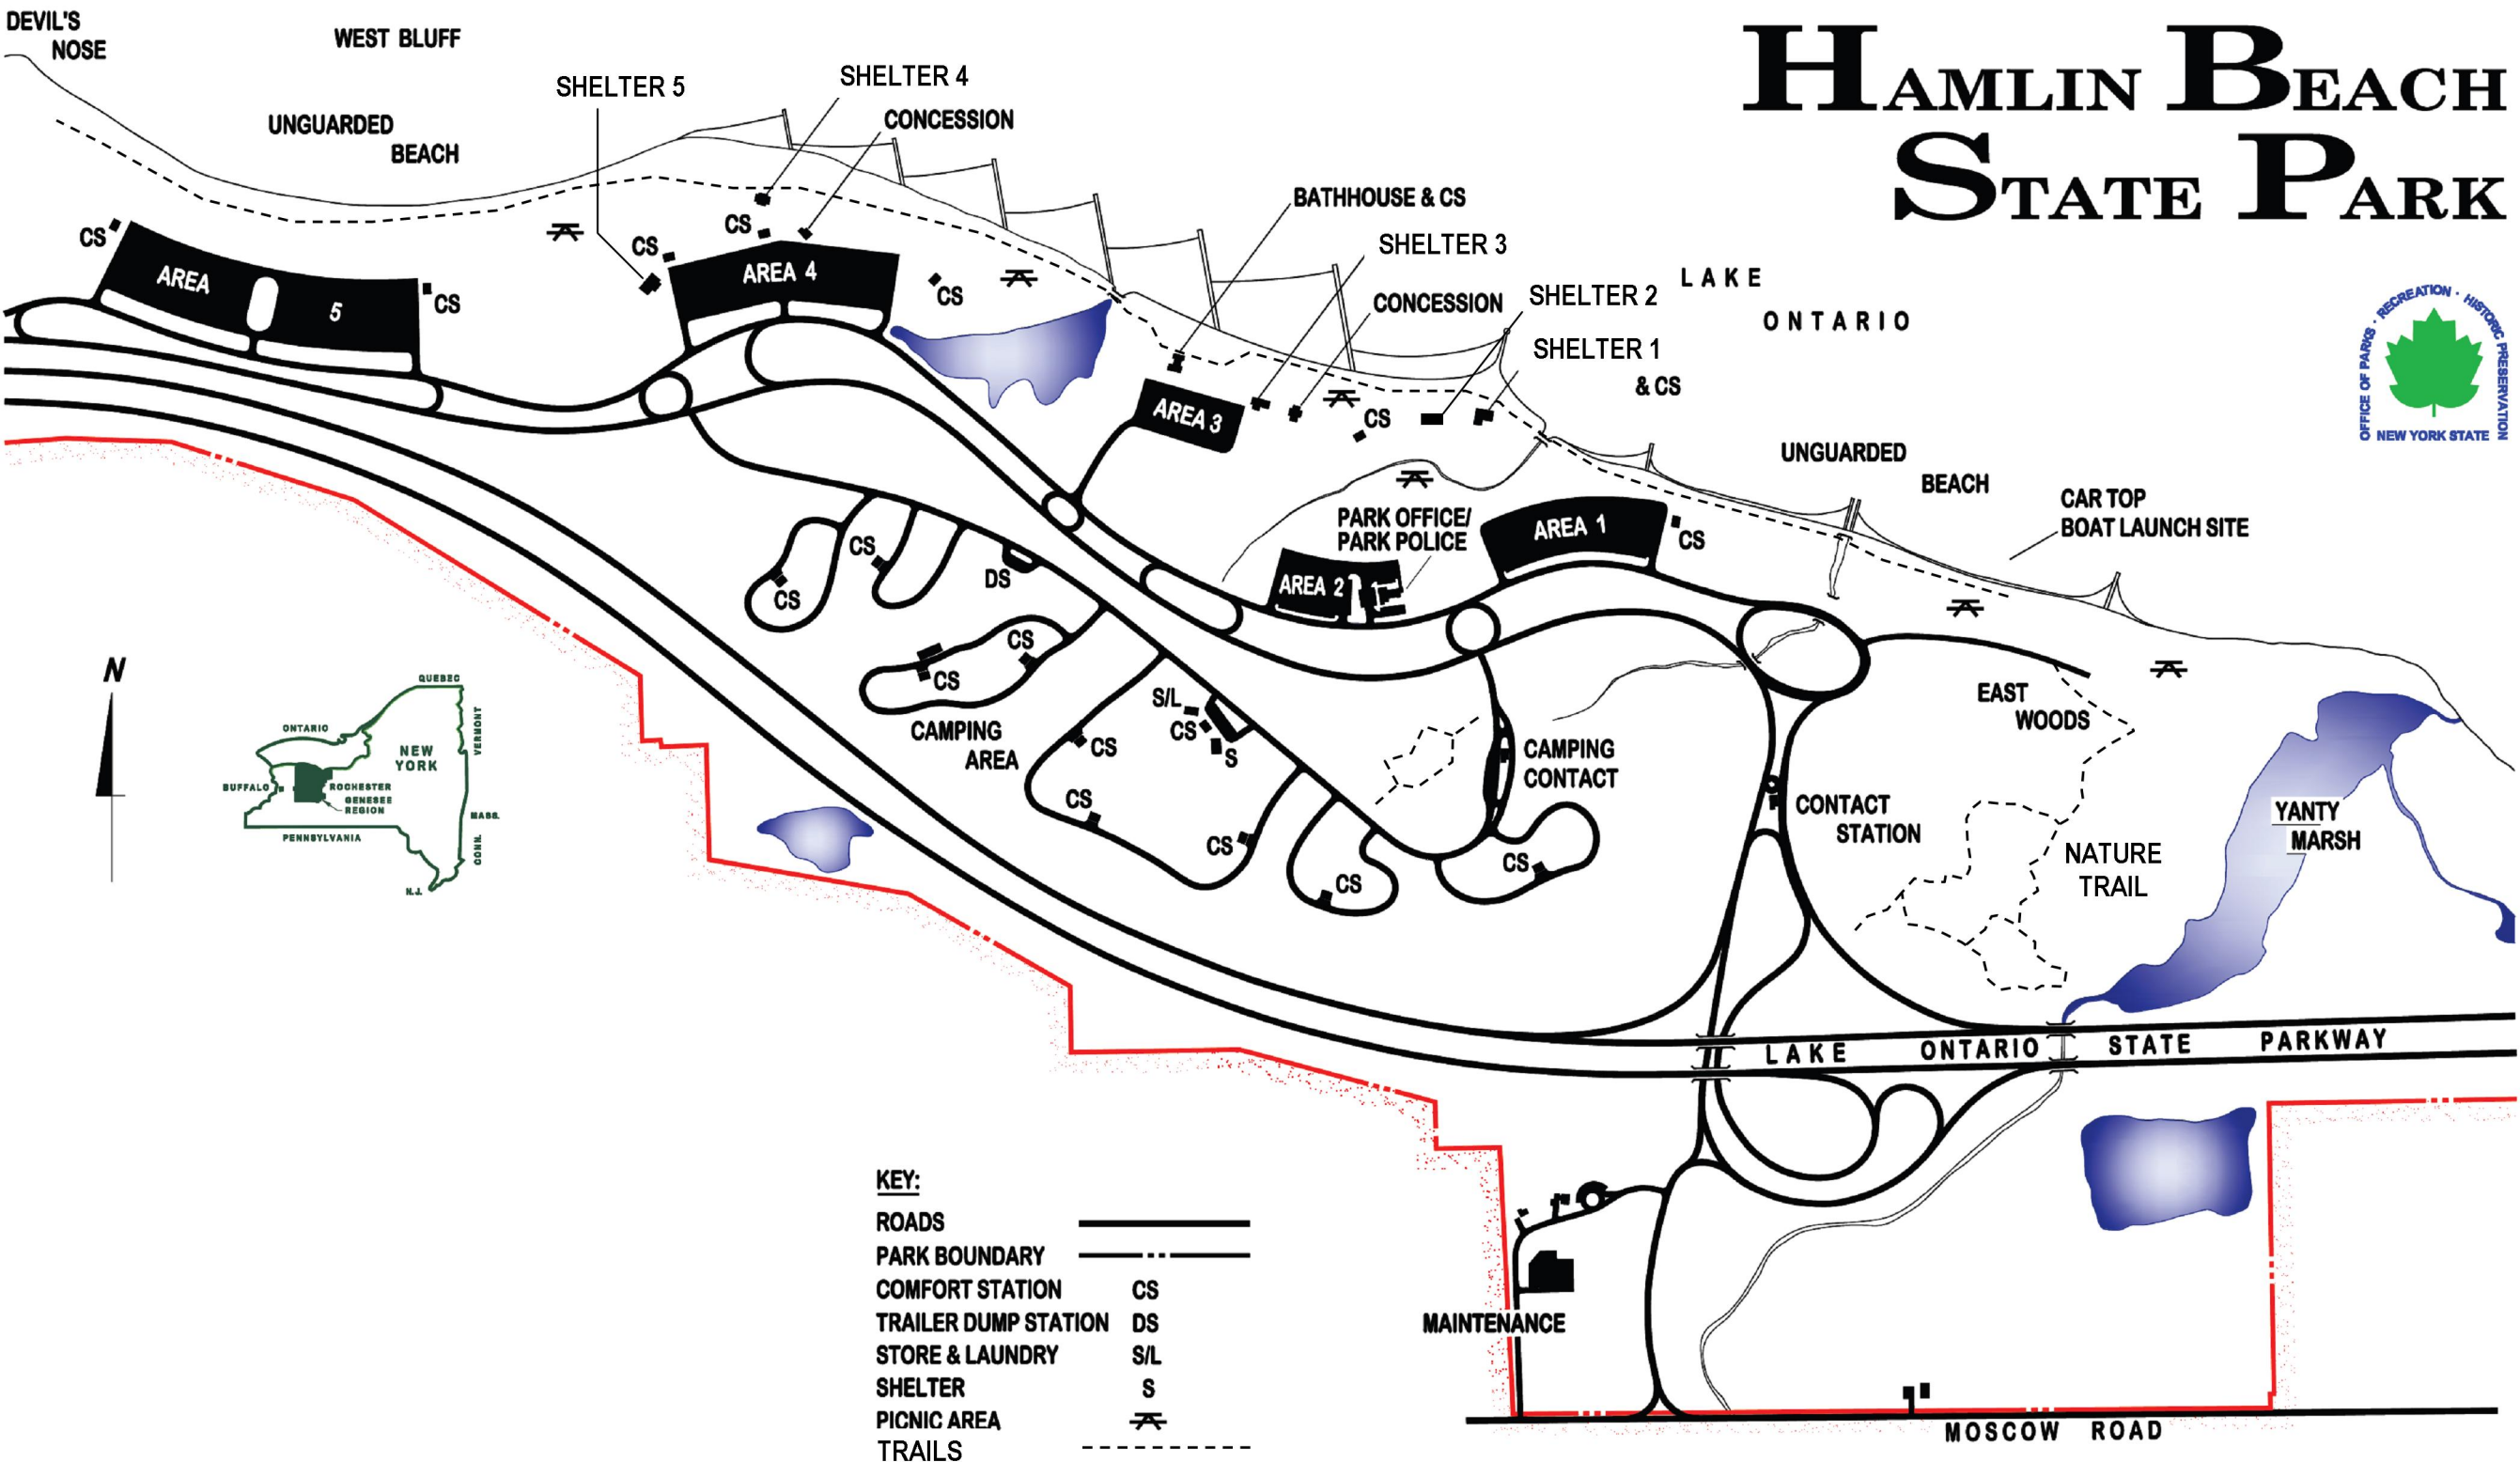 HAMLIN BEACH
STATE PARK
DEVIL'S
NOSE
WEST BLUFF
UNGUARDED
BEACH
SHELTER 5
SHELTER 4
CONCESSION
BATHHOUSE & CS
SHELTER 3
CONCESSION
SHELTER 2
SHELTER 1
& CS
LAKE
ONTARIO
OFFICE OF PARKS · RECREATION · HISTORIC PRESERVATION
NEW YORK STATE
CS
AREA 5
CS
CS
CS
AREA 4
CS
AREA 3
CS
UNGUARDED
BEACH
CAR TOP
BOAT LAUNCH SITE
PARK OFFICE/
PARK POLICE
AREA 2
AREA 1
CS
CS
CS
DS
CS
CS
CAMPING
AREA
S/L
CS
S
CS
CS
CS
CS
CS
CAMPING
CONTACT
CONTACT
STATION
EAST
WOODS
NATURE
TRAIL
YANTY
MARSH
N
QUEBEC
ONTARIO
VERMONT
NEW
YORK
BUFFALO
ROCHESTER
GENESEE
REGION
MASS.
PENNSYLVANIA
CONN.
N.J.
LAKE ONTARIO STATE PARKWAY
KEY:
ROADS
PARK BOUNDARY
COMFORT STATION CS
TRAILER DUMP STATION DS
STORE & LAUNDRY S/L
SHELTER S
PICNIC AREA
TRAILS
MAINTENANCE
MOSCOW ROAD